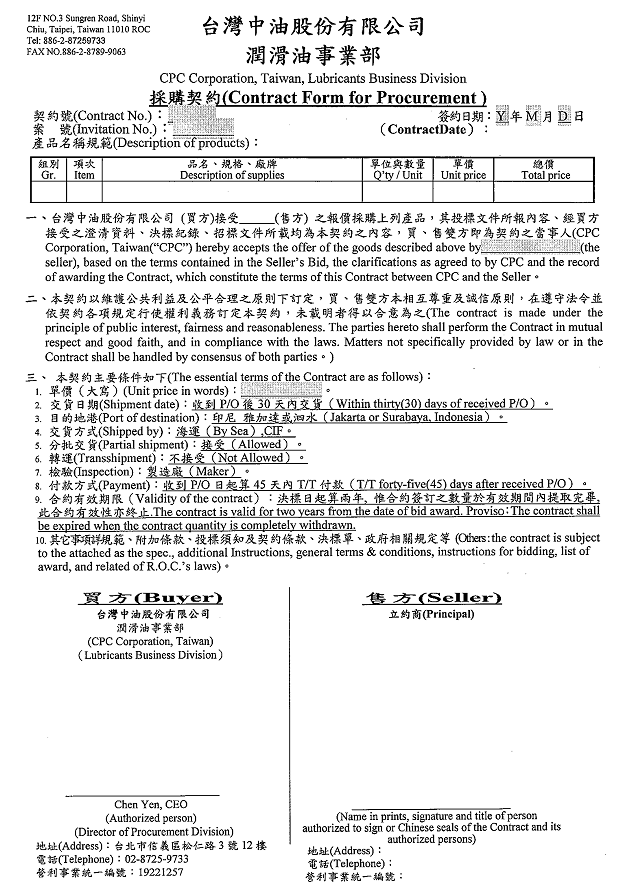 12F NO.3 Sungren Road, Shinyi
Chiu, Taipei, Taiwan 11010 ROC
Tel: 886-2-87259733
FAX NO.886-2-8789-9063
台灣中油股份有限公司
潤滑油事業部
CPC Corporation, Taiwan, Lubricants Business Division
採購契約(Contract Form for Procurement )
契約號(Contract No.)：
簽約日期：Y 年 M 月 D 日
案　號(Invitation No.)：
（ContractDate）：
產品名稱規範(Description of products)：
組別 項次 品名、規格、廠牌 單位與數量 單價 總價
Gr. Item Description of supplies Q'ty / Unit Unit price Total price
一、台灣中油股份有限公司 (買方)接受_____(售方) 之報價採購上列產品，其投標文件所報內容、經買方
接受之澄清資料、決標紀錄、招標文件所載均為本契約之內容，買、售雙方即為契約之當事人(CPC
Corporation, Taiwan("CPC") hereby accepts the offer of the goods described above by (the
seller), based on the terms contained in the Seller's Bid, the clarifications as agreed to by CPC and the record
of awarding the Contract, which constitute the terms of this Contract between CPC and the Seller。
二、本契約以維護公共利益及公平合理之原則下訂定，買、售雙方本相互尊重及誠信原則，在遵守法令並
依契約各項規定行使權利義務訂定本契約，未載明者得以合意為之(The contract is made under the
principle of public interest, fairness and reasonableness. The parties hereto shall perform the Contract in mutual
respect and good faith, and in compliance with the laws. Matters not specifically provided by law or in the
Contract shall be handled by consensus of both parties。)
三、 本契約主要條件如下(The essential terms of the Contract are as follows)：
1. 單價（大寫）(Unit price in words)： 。
2. 交貨日期(Shipment date)：收到 P/O 後 30 天內交貨（Within thirty(30) days of received P/O）。
3. 目的地港(Port of destination)：印尼 雅加達或泗水（Jakarta or Surabaya, Indonesia）。
4. 交貨方式(Shipped by)：海運（By Sea）,CIF。
5. 分批交貨(Partial shipment)：接受（Allowed）。
6. 轉運(Transshipment)：不接受（Not Allowed）。
7. 檢驗(Inspection)：製造廠（Maker）。
8. 付款方式(Payment)：收到 P/O 日起算 45 天內 T/T 付款（T/T forty-five(45) days after received P/O）。
9. 合約有效期限（Validity of the contract）：決標日起算兩年, 惟合約簽訂之數量於有效期間內提取完畢,
此合約有效性亦終止.The contract is valid for two years from the date of bid award. Proviso: The contract shall
be expired when the contract quantity is completely withdrawn.
10. 其它事項詳規範、附加條款、投標須知及契約條款、決標單、政府相關規定等 (Others: the contract is subject
to the attached as the spec., additional Instructions, general terms & conditions, instructions for bidding, list of
award, and related of R.O.C.'s laws)。
買方(Buyer)
台灣中油股份有限公司
潤滑油事業部
(CPC Corporation, Taiwan)
(Lubricants Business Division)
Chen Yen, CEO
(Authorized person)
(Director of Procurement Division)
地址(Address)：台北市信義區松仁路 3 號 12 樓
電話(Telephone)：02-8725-9733
營利事業統一編號：19221257
售方(Seller)
立約商(Principal)
(Name in prints, signature and title of person
authorized to sign or Chinese seals of the Contract and its
authorized persons)
地址(Address)：
電話(Telephone)：
營利事業統一編號：